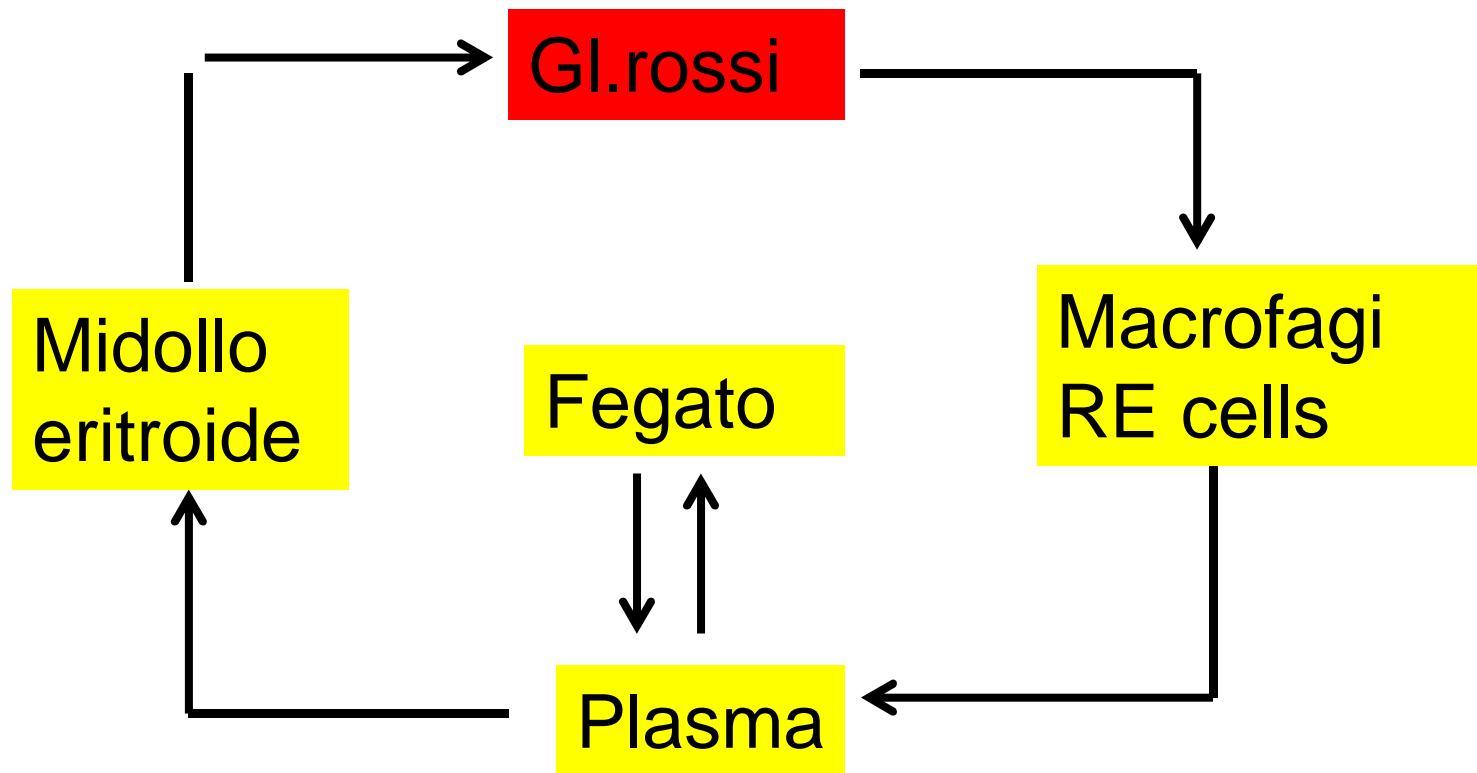 Gl.rossi
Midollo
eritroide
Fegato
Macrofagi
RE cells
Plasma